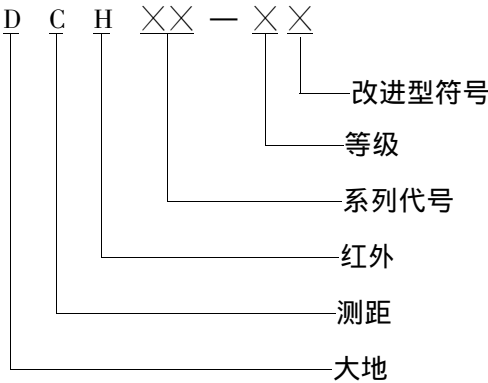 D C H ×× — × ×
改进型符号
等级
系列代号
红外
测距
大地